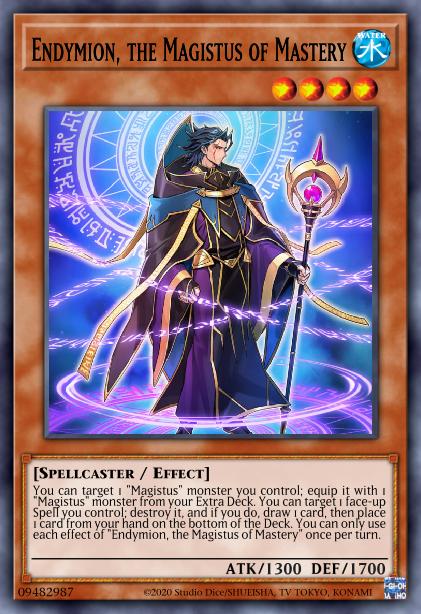 Endymion, the Magistus of Mastery
WATER
水
[Spellcaster / Effect]
You can target 1 "Magistus" monster you control; equip it with 1
"Magistus" monster from your Extra Deck. You can target 1 face-up
Spell you control; destroy it, and if you do, draw 1 card, then place
1 card from your hand on the bottom of the Deck. You can only use
each effect of "Endymion, the Magistus of Mastery" once per turn.
ATK/1300 DEF/1700
09482987
©2020 Studio Dice/SHUEISHA, TV TOKYO, KONAMI